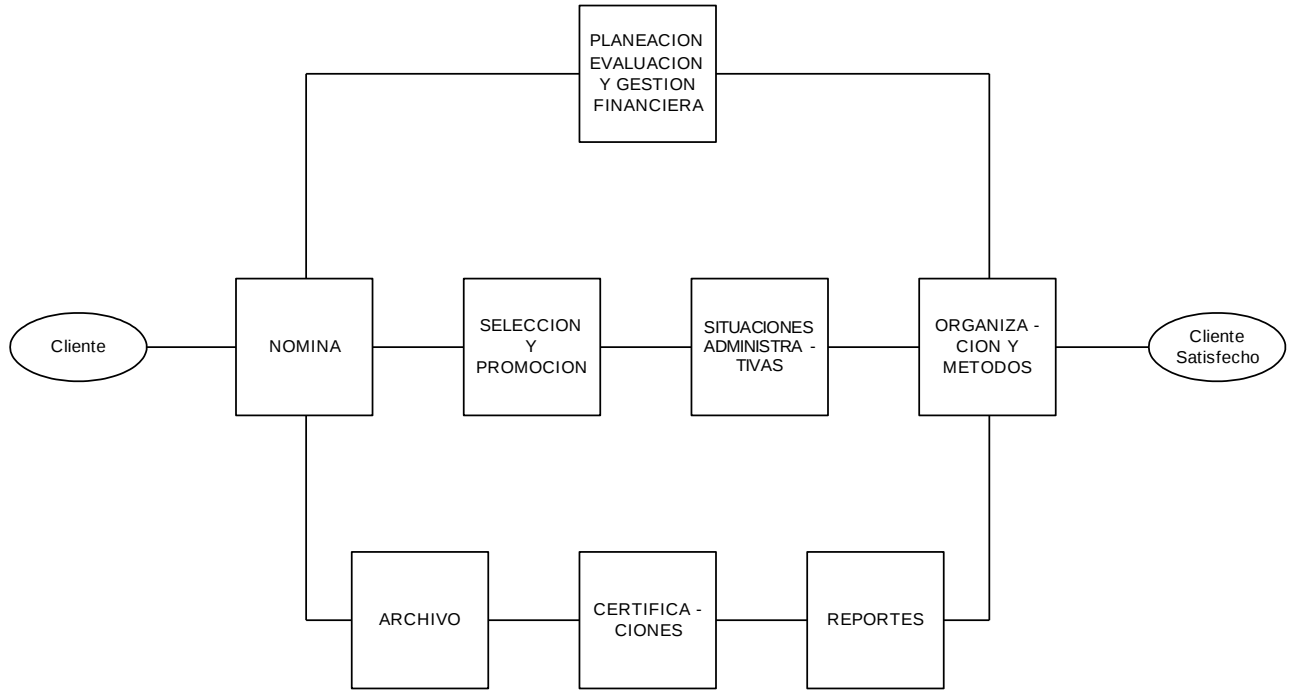 PLANEACION
EVALUACION
Y GESTION
FINANCIERA
Cliente
NOMINA
SELECCION
Y
PROMOCION
SITUACIONES
ADMINISTRA -
TIVAS
ORGANIZA -
CION Y
METODOS
Cliente
Satisfecho
ARCHIVO
CERTIFICA -
CIONES
REPORTES